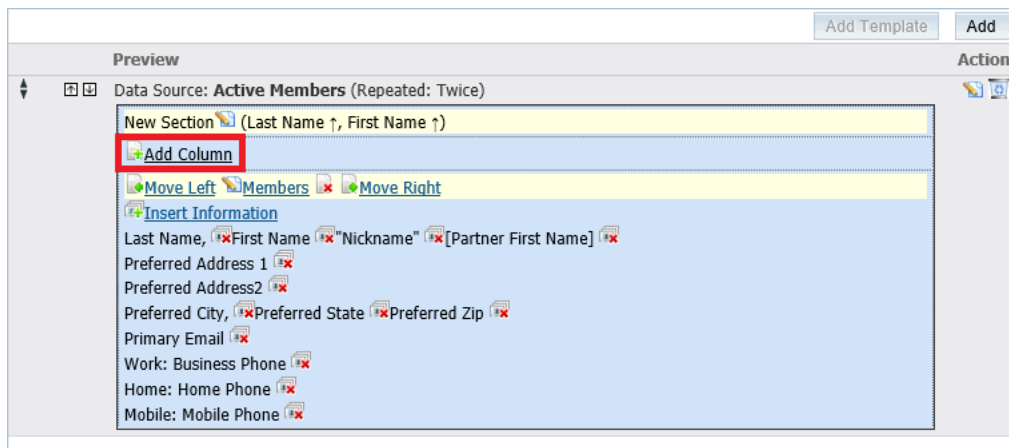 Add Template Add
Preview Action
Data Source: Active Members (Repeated: Twice)
New Section (Last Name ↑, First Name ↑)
Add Column
Move Left Members Move Right
Insert Information
Last Name, First Name "Nickname" [Partner First Name]
Preferred Address 1
Preferred Address2
Preferred City, Preferred State Preferred Zip
Primary Email
Work: Business Phone
Home: Home Phone
Mobile: Mobile Phone